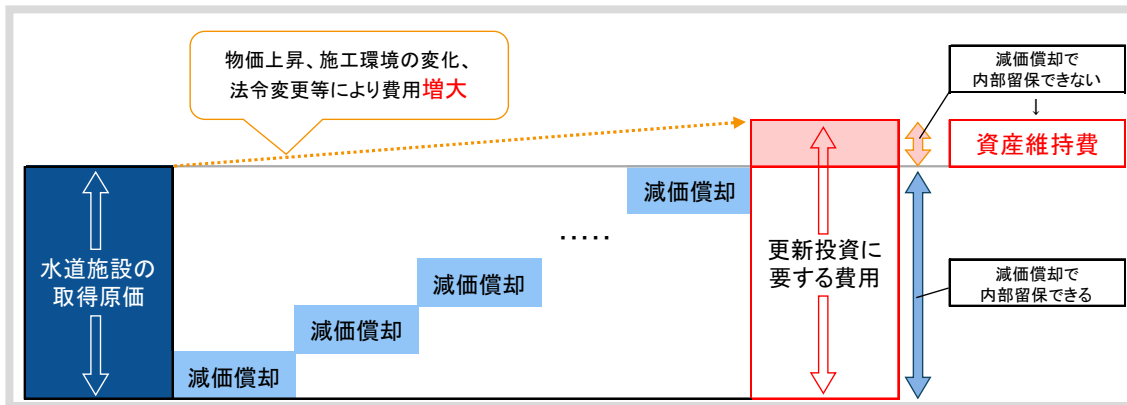 物価上昇、施工環境の変化、
法令変更等により費用増大
減価償却で
内部留保できない
↓
資産維持費
水道施設の
取得原価
減価償却
減価償却
減価償却
・・・・・
減価償却
更新投資に
要する費用
減価償却で
内部留保できる